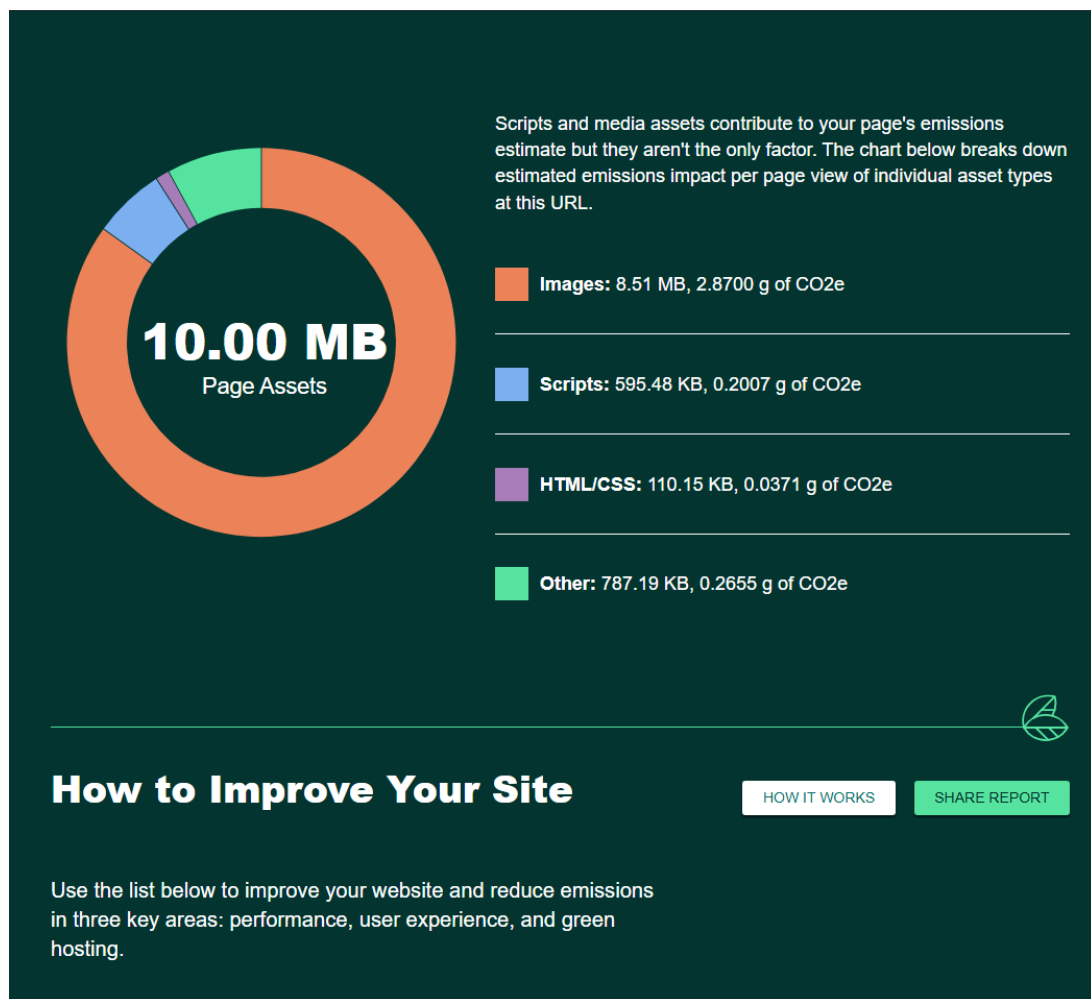 Scripts and media assets contribute to your page's emissions
estimate but they aren't the only factor. The chart below breaks down
estimated emissions impact per page view of individual asset types
at this URL.
10.00 MB
Page Assets
Images: 8.51 MB, 2.8700 g of CO2e
Scripts: 595.48 KB, 0.2007 g of CO2e
HTML/CSS: 110.15 KB, 0.0371 g of CO2e
Other: 787.19 KB, 0.2655 g of CO2e
How to Improve Your Site
HOW IT WORKS
SHARE REPORT
Use the list below to improve your website and reduce emissions
in three key areas: performance, user experience, and green
hosting.